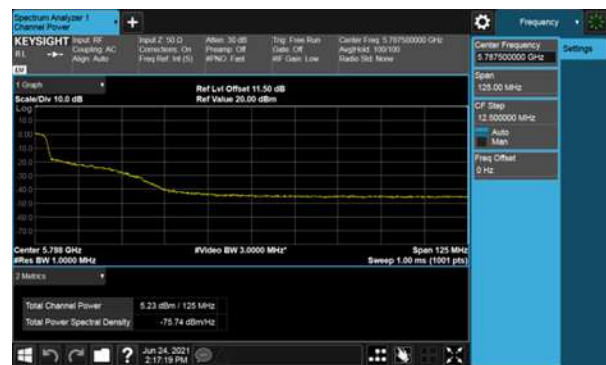 Spectrum Analyzer 1
Channel Power
Frequency
KEYSIGHT
Input: RF
Coupling: AC
Align: Auto
Input Z: 50 Ω
Corrections: On
Freq Ref: Int (S)
Atten: 30 dB
Preamp: Off
#PNO: Fast
Trig: Free Run
Gate: Off
#IF Gain: Low
Center Freq: 5.787500000 GHz
Avg|Hold: 100/100
Radio Std: None
Center Frequency
5.787500000 GHz
Settings
Span
125.00 MHz
CF Step
12.500000 MHz
Auto
Man
Freq Offset
0 Hz
1 Graph
Scale/Div 10.0 dB
Ref Lvl Offset 11.50 dB
Ref Value 20.00 dBm
Log
10.0
0.00
-10.0
-20.0
-30.0
-40.0
-50.0
-60.0
-70.0
Center 5.788 GHz
#Res BW 1.0000 MHz
#Video BW 3.0000 MHz*
Span 125 MHz
Sweep 1.00 ms (1001 pts)
2 Metrics
Total Channel Power 5.23 dBm / 125 MHz
Total Power Spectral Density -75.74 dBm/Hz
?
Jun 24, 2021
2:17:19 PM